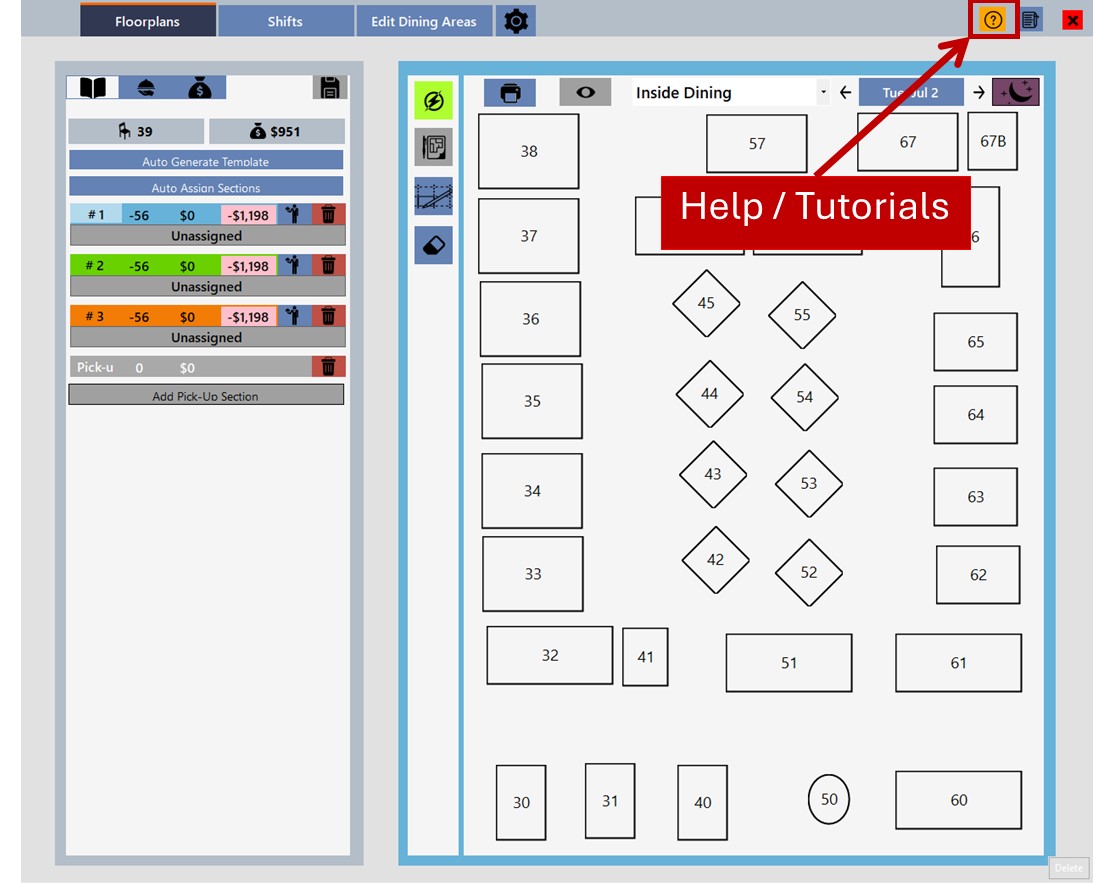 Floorplans
Shifts
Edit Dining Areas
39
$951
Auto Generate Template
Auto Assign Sections
# 1 -56 $0 -$1,198
Unassigned
# 2 -56 $0 -$1,198
Unassigned
# 3 -56 $0 -$1,198
Unassigned
Pick-u 0 $0
Add Pick-Up Section
Inside Dining
Jul 2
Help / Tutorials
38
57
67
67B
37
6
36
45
55
65
35
44
54
64
34
43
53
63
33
42
52
62
32
41
51
61
30
31
40
50
60
Delete